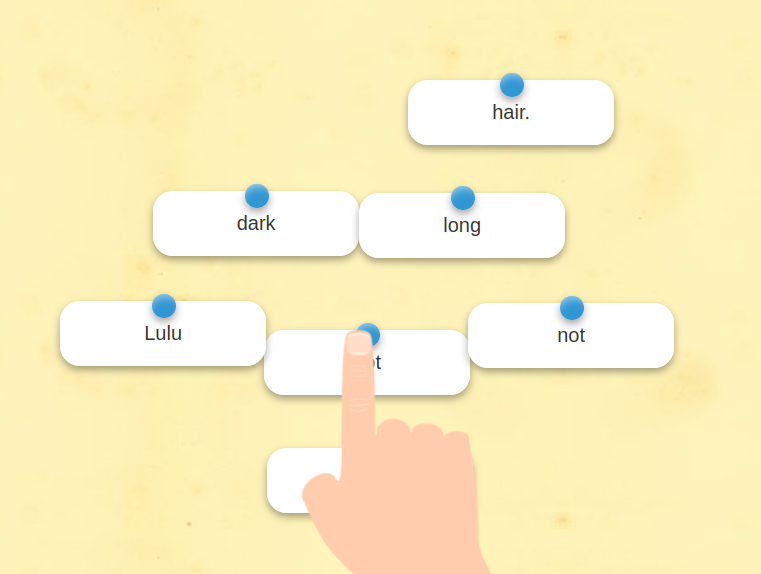 hair.
dark long
Lulu not